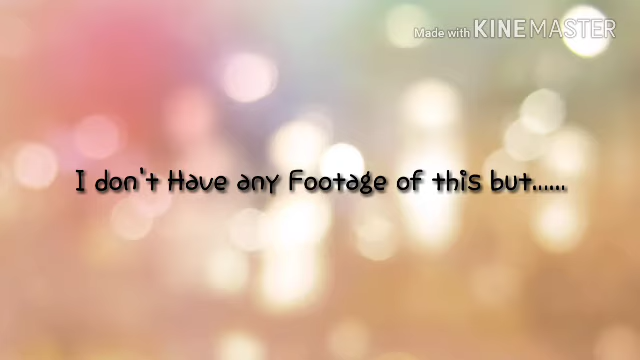 Made with KINEMASTER
I don't Have any Footage of this but......